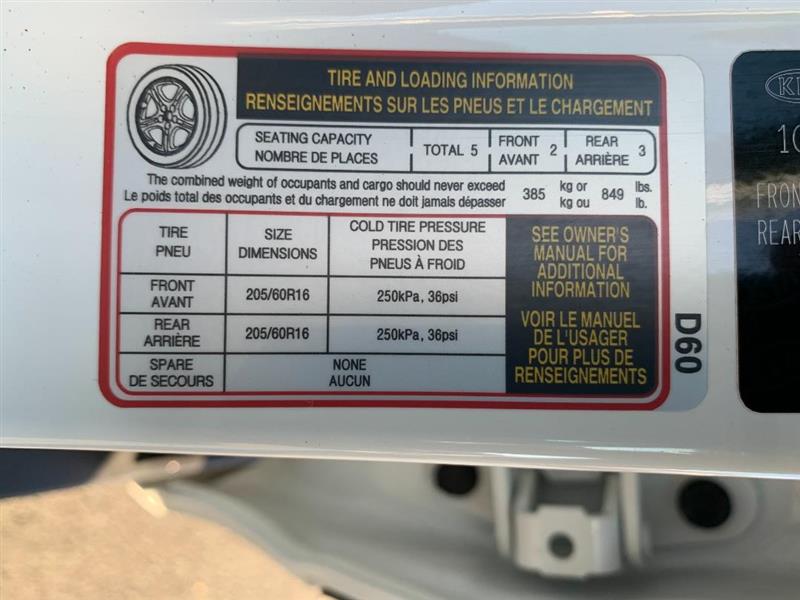 TIRE AND LOADING INFORMATION
RENSEIGNEMENTS SUR LES PNEUS ET LE CHARGEMENT
SEATING CAPACITY
NOMBRE DE PLACES
TOTAL 5
FRONT
AVANT 2
REAR
ARRIÈRE 3
The combined weight of occupants and cargo should never exceed 385 kg or 849 lbs.
Le poids total des occupants et du chargement ne doit jamais dépasser kg ou lb.
TIRE
PNEU
SIZE
DIMENSIONS
COLD TIRE PRESSURE
PRESSION DES
PNEUS À FROID
FRONT
AVANT
205/60R16
250kPa, 36psi
REAR
ARRIÈRE
205/60R16
250kPa, 36psi
SPARE
DE SECOURS
NONE
AUCUN
SEE OWNER'S
MANUAL FOR
ADDITIONAL
INFORMATION
VOIR LE MANUEL
DE L'USAGER
POUR PLUS DE
RENSEIGNEMENTS
D60
FRON
REAR